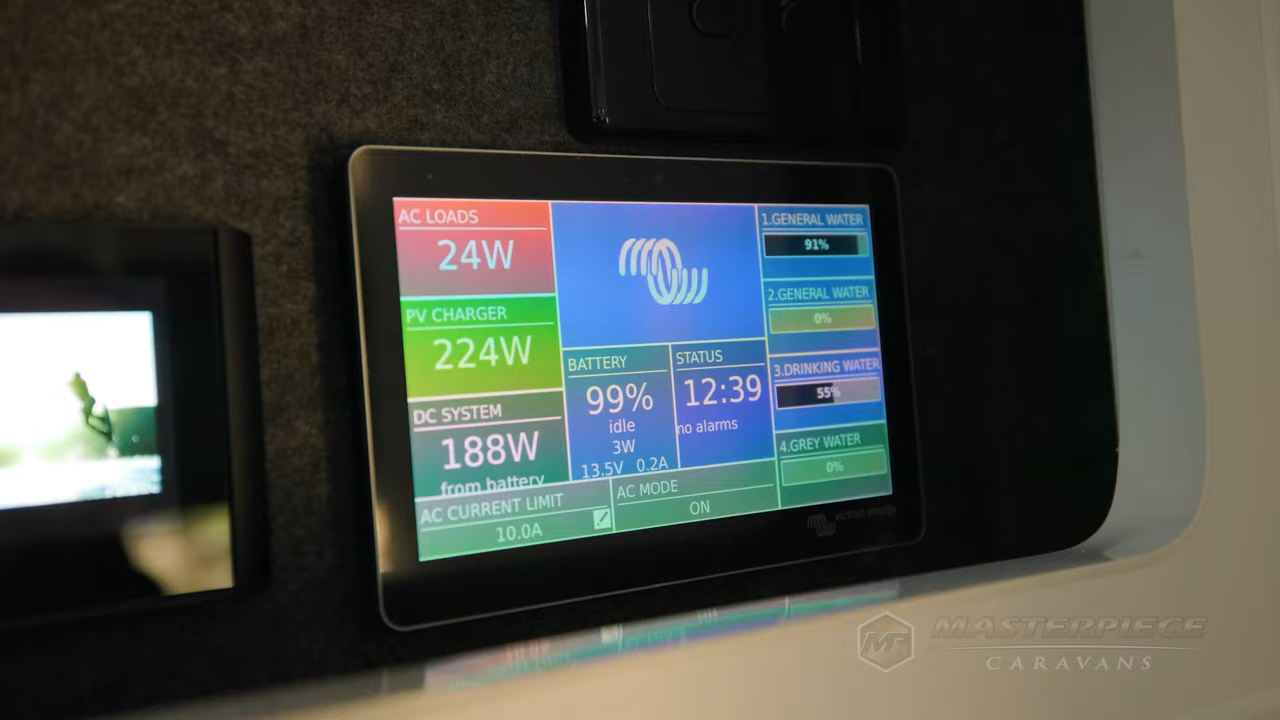 AC LOADS
24W
PV CHARGER
224W
DC SYSTEM
188W
from battery
AC CURRENT LIMIT
10.0A
BATTERY
99%
idle
3W
13.5V 0.2A
STATUS
12:39
no alarms
AC MODE
ON
1.GENERAL WATER
91%
2.GENERAL WATER
0%
3.DRINKING WATER
55%
4.GREY WATER
0%
victron energy
MASTERPIECE
CARAVANS